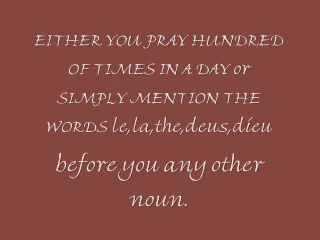 EITHER YOU PRAY HUNDRED
OF TIMES IN A DAY or
SIMPLY MENTION THE
WORDS le,la,the,deus,dieu
before you any other
noun.